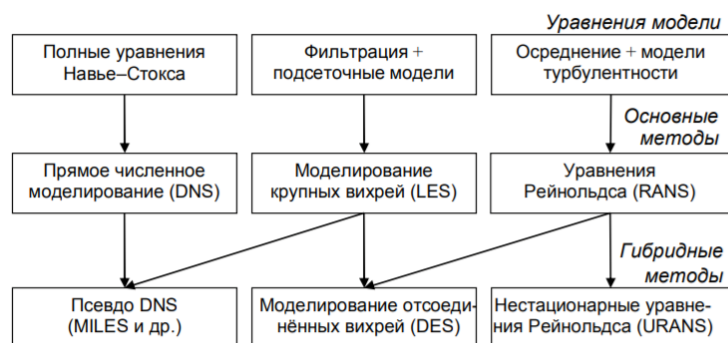 Уравнения модели
Полные уравнения
Навье–Стокса
Фильтрация +
подсеточные модели
Осреднение + модели
турбулентности
Основные
методы
Прямое численное
моделирование (DNS)
Моделирование
крупных вихрей (LES)
Уравнения
Рейнольдса (RANS)
Гибридные
методы
Псевдо DNS
(MILES и др.)
Моделирование отсоеди-
нённых вихрей (DES)
Нестационарные уравне-
ния Рейнольдса (URANS)